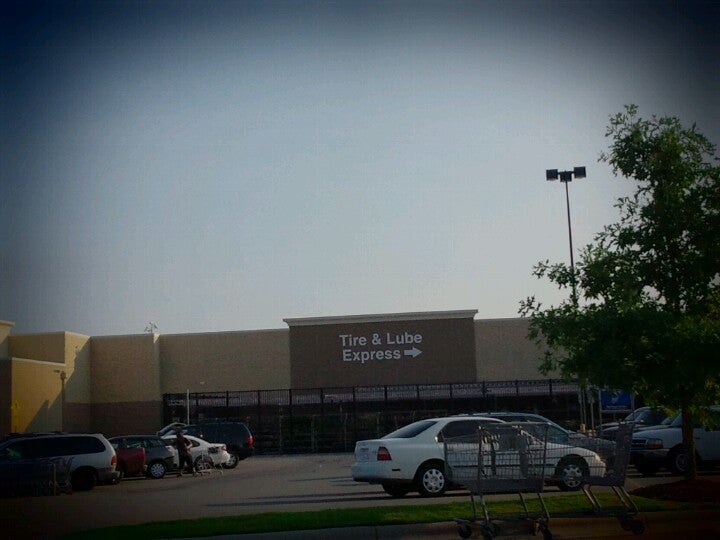 Tire & Lube
Express →